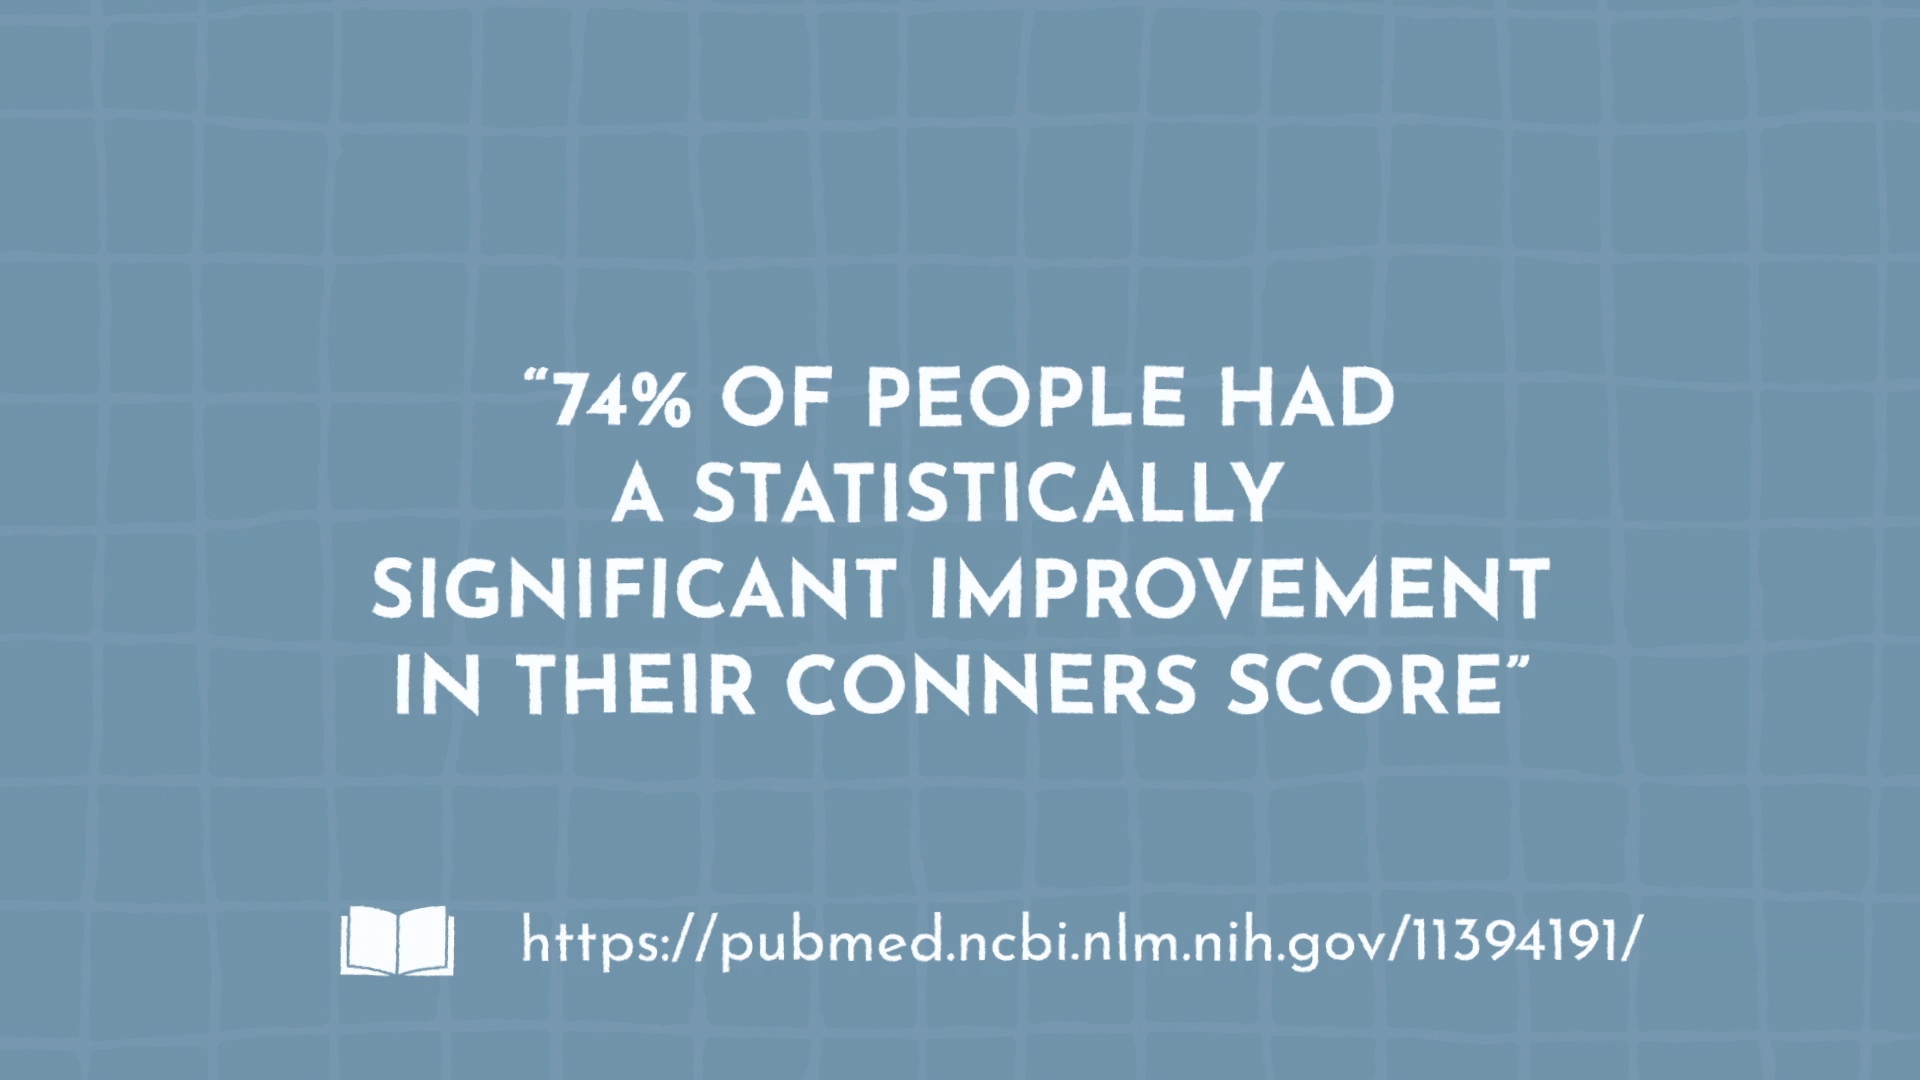 “74% OF PEOPLE HAD
A STATISTICALLY
SIGNIFICANT IMPROVEMENT
IN THEIR CONNERS SCORE”
https://pubmed.ncbi.nlm.nih.gov/11394191/